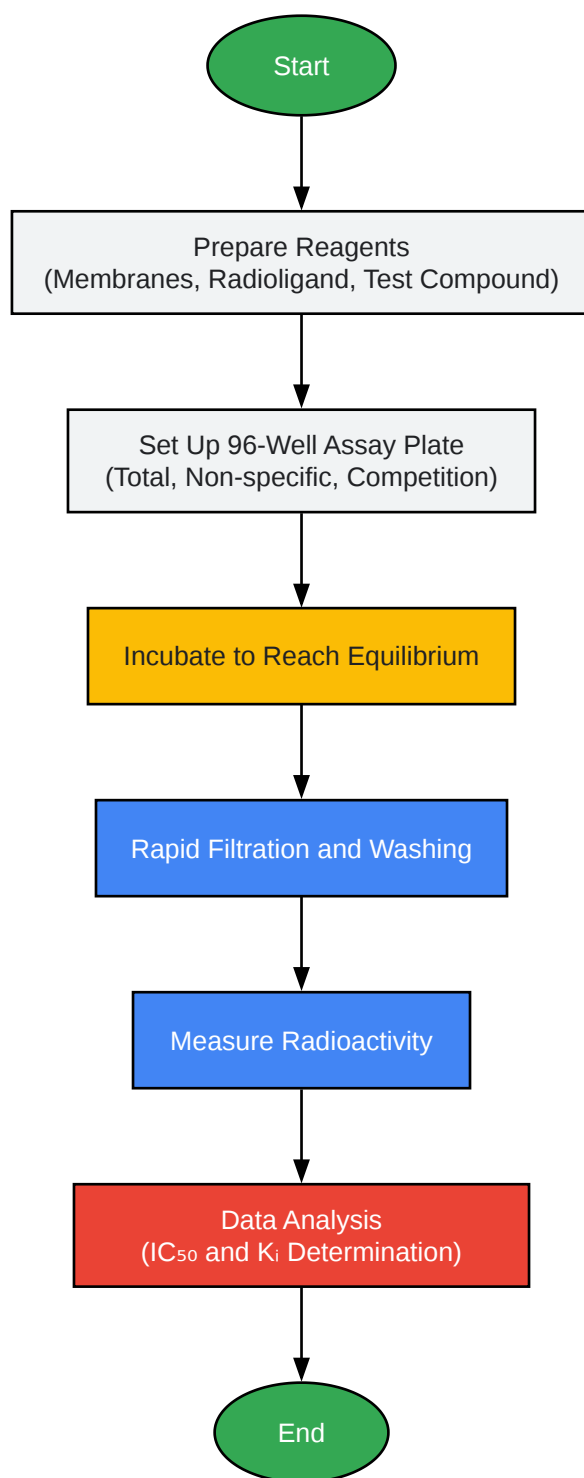 Start
Prepare Reagents
(Membranes, Radioligand, Test Compound)
Set Up 96-Well Assay Plate
(Total, Non-specific, Competition)
Incubate to Reach Equilibrium
Rapid Filtration and Washing
Measure Radioactivity
Data Analysis
(IC₅₀ and Kᵢ Determination)
End